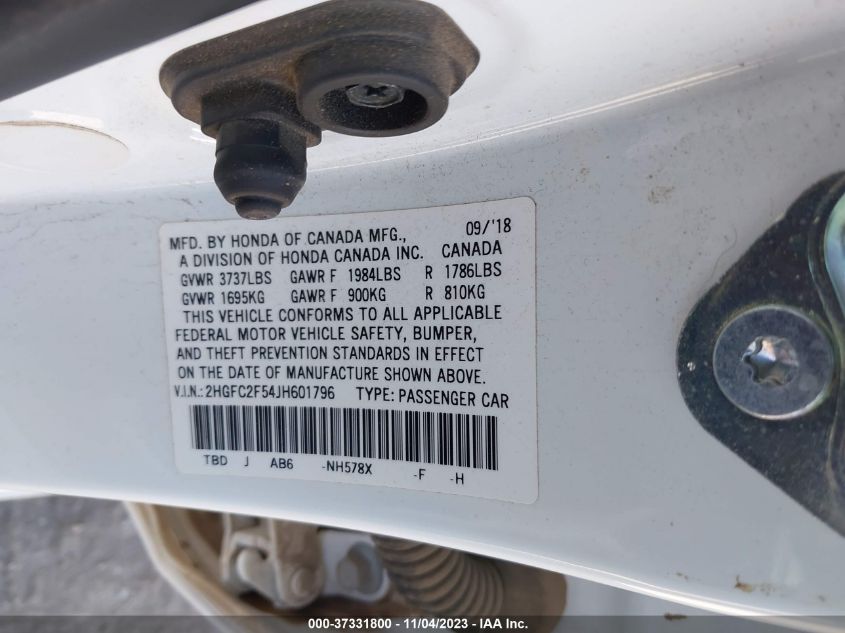 09/'18
MFD. BY HONDA OF CANADA MFG.,
A DIVISION OF HONDA CANADA INC. CANADA
GVWR 3737LBS GAWR F 1984LBS R 1786LBS
GVWR 1695KG GAWR F 900KG R 810KG
THIS VEHICLE CONFORMS TO ALL APPLICABLE
FEDERAL MOTOR VEHICLE SAFETY, BUMPER,
AND THEFT PREVENTION STANDARDS IN EFFECT
ON THE DATE OF MANUFACTURE SHOWN ABOVE.
V.I.N.: 2HGFC2F54JH601796 TYPE: PASSENGER CAR
TBD J AB6 -NH578X -F -H
000-37331800 - 11/04/2023 - IAA Inc.